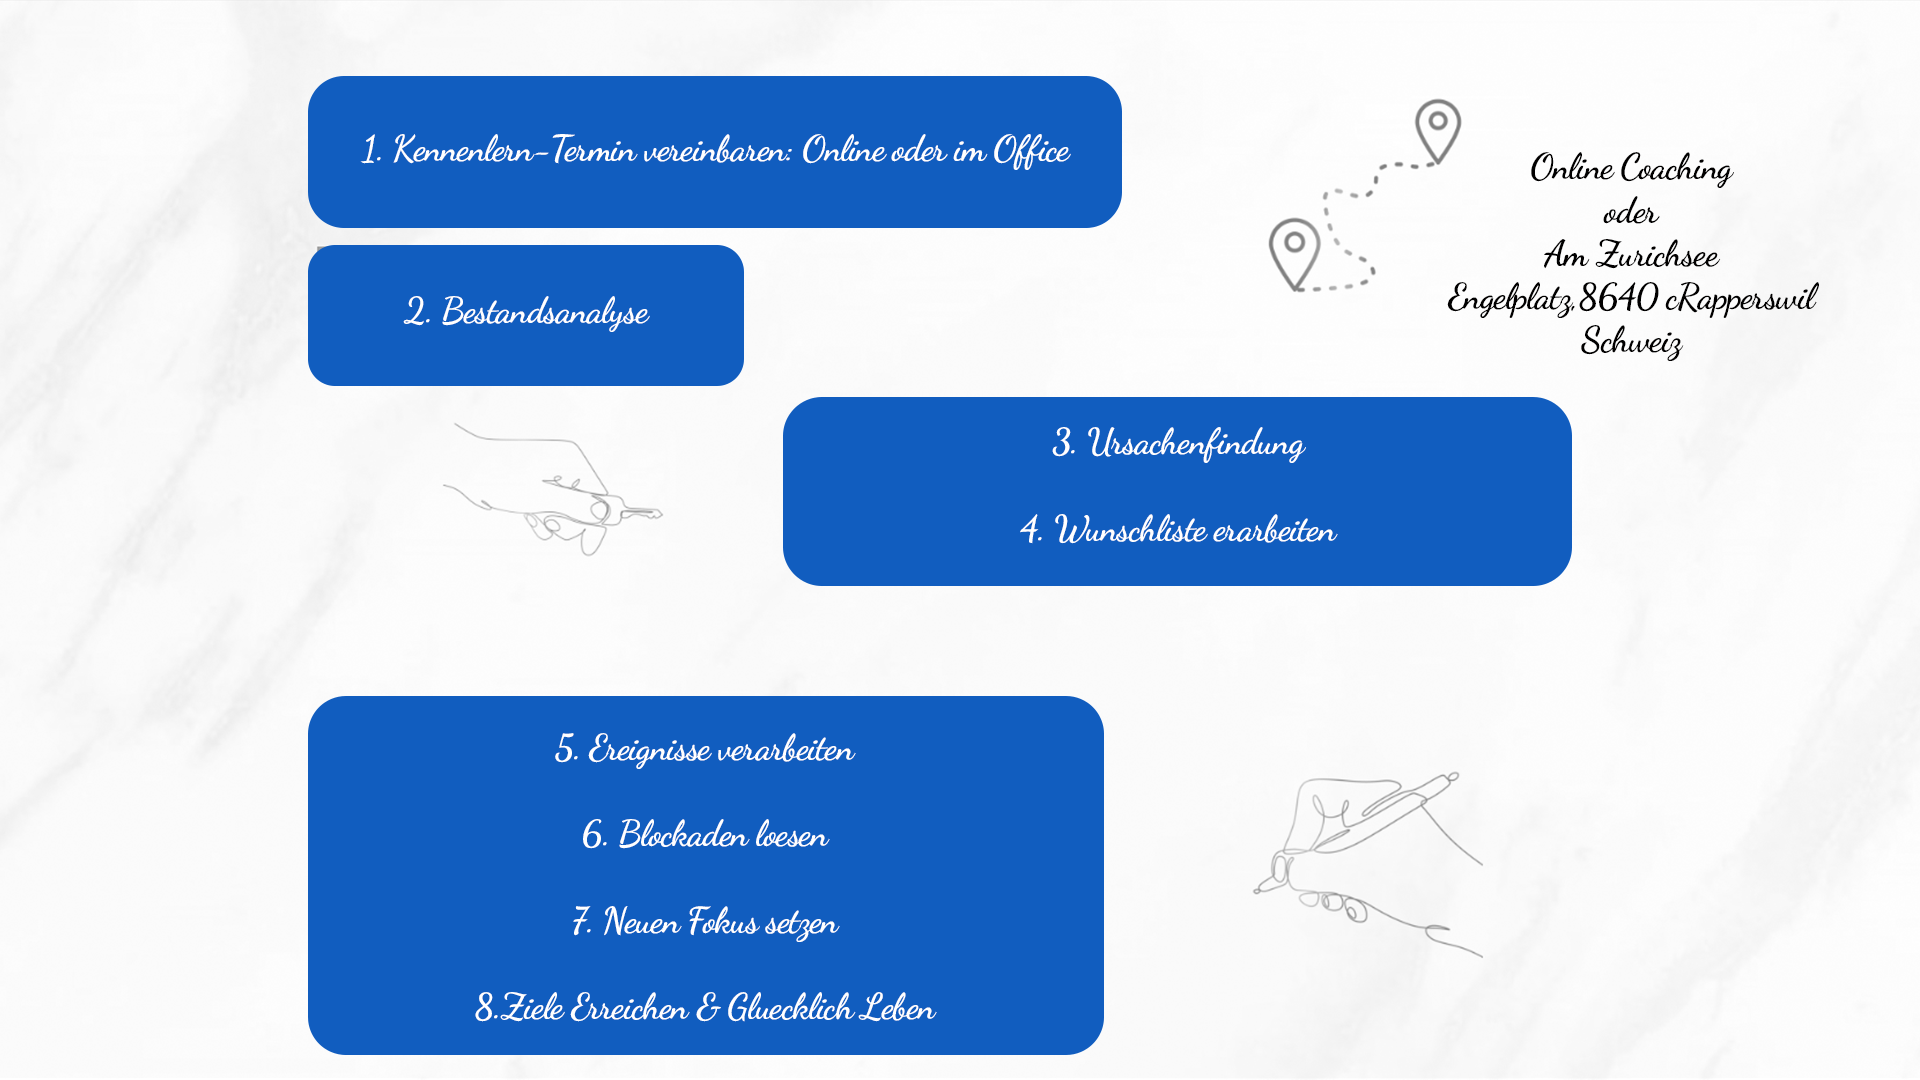 1. Kennenlern-Termin vereinbaren: Online oder im Office
2. Bestandsanalyse
Online Coaching
oder
Am Zurichsee
Engelplatz,8640 cRapperswil
Schweiz
3. Ursachenfindung
4. Wunschliste erarbeiten
5. Ereignisse verarbeiten
6. Blockaden loesen
7. Neuen Fokus setzen
8.Ziele Erreichen & Gluecklich Leben